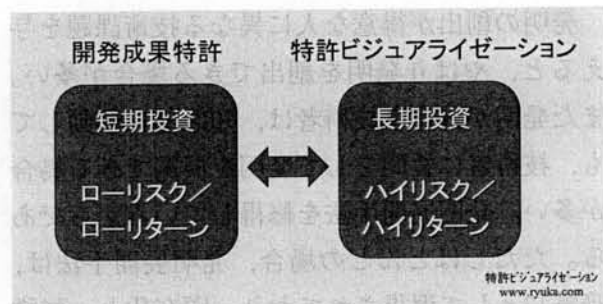 開発成果特許
特許ビジュアライゼーション
短期投資
ローリスク／
ローリターン
長期投資
ハイリスク／
ハイリターン
特許ビジュアライゼーション
www.ryuka.com